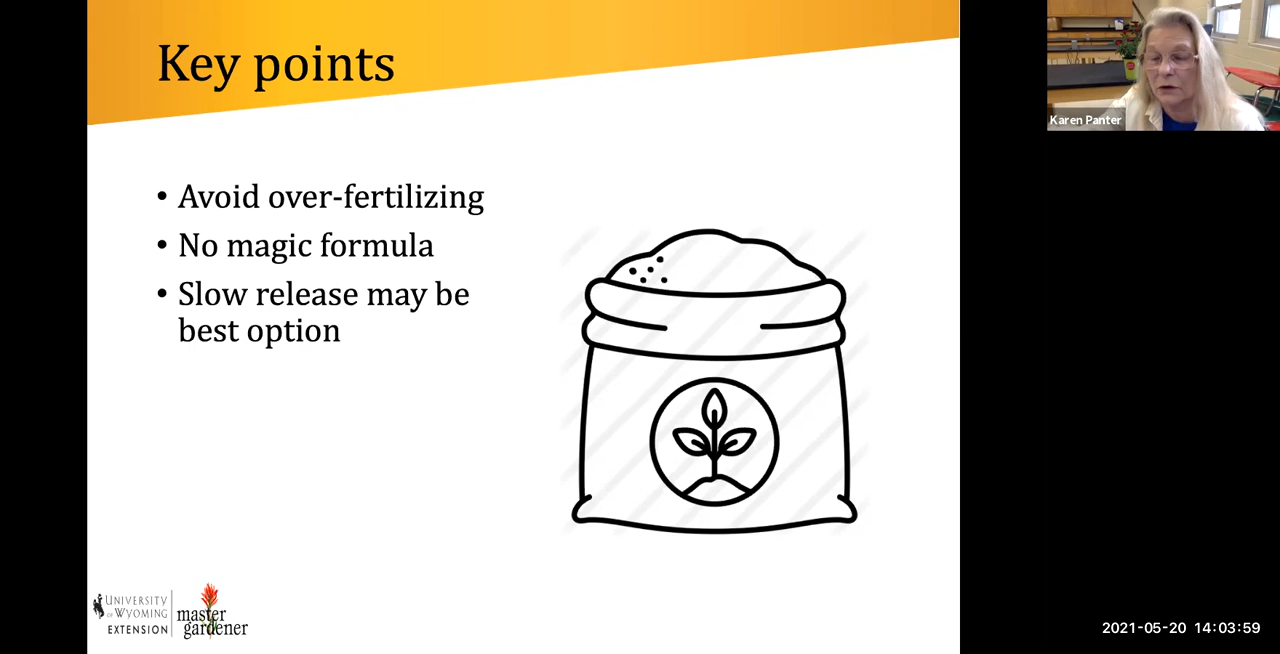 Key points
Karen Panter
• Avoid over-fertilizing
• No magic formula
• Slow release may be
best option
UNIVERSITY
OF WYOMING
EXTENSION
master
gardener
2021-05-20 14:03:59